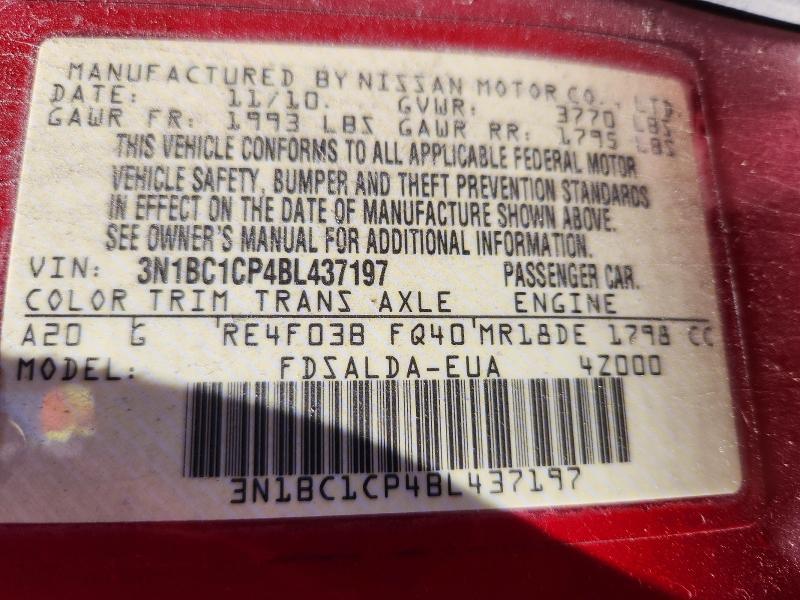 MANUFACTURED BY NISSAN MOTOR CO., LTD
DATE: 11/10. GVWR: 3770 LBS
GAWR FR: 1993 LBS GAWR RR: 1795 LBS
THIS VEHICLE CONFORMS TO ALL APPLICABLE FEDERAL MOTOR
VEHICLE SAFETY, BUMPER AND THEFT PREVENTION STANDARDS
IN EFFECT ON THE DATE OF MANUFACTURE SHOWN ABOVE.
SEE OWNER'S MANUAL FOR ADDITIONAL INFORMATION.
VIN: 3N1BC1CP4BL437197 PASSENGER CAR.
COLOR TRIM TRANS AXLE ENGINE
A20 G RE4F03B FQ40 MR18DE 1798 CC
MODEL: FDSALDA-EUA 4Z000
3N1BC1CP4BL437197